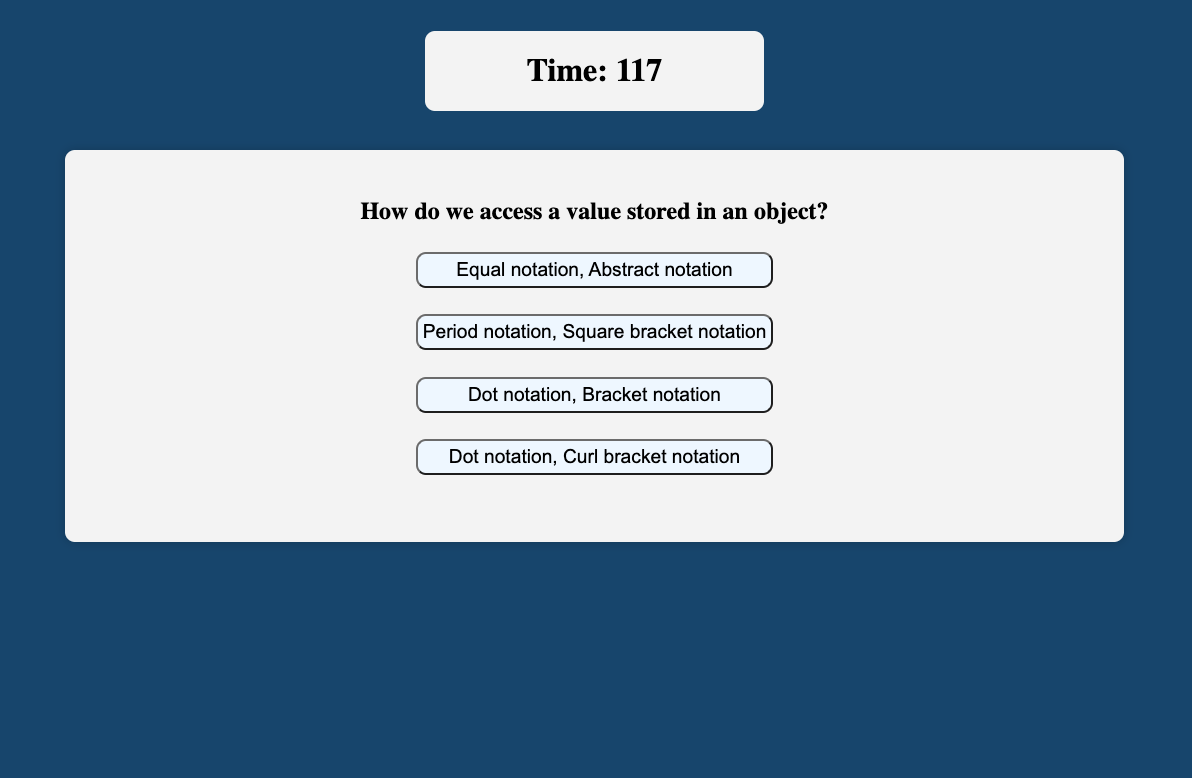 Time: 117
How do we access a value stored in an object?
Equal notation, Abstract notation
Period notation, Square bracket notation
Dot notation, Bracket notation
Dot notation, Curl bracket notation